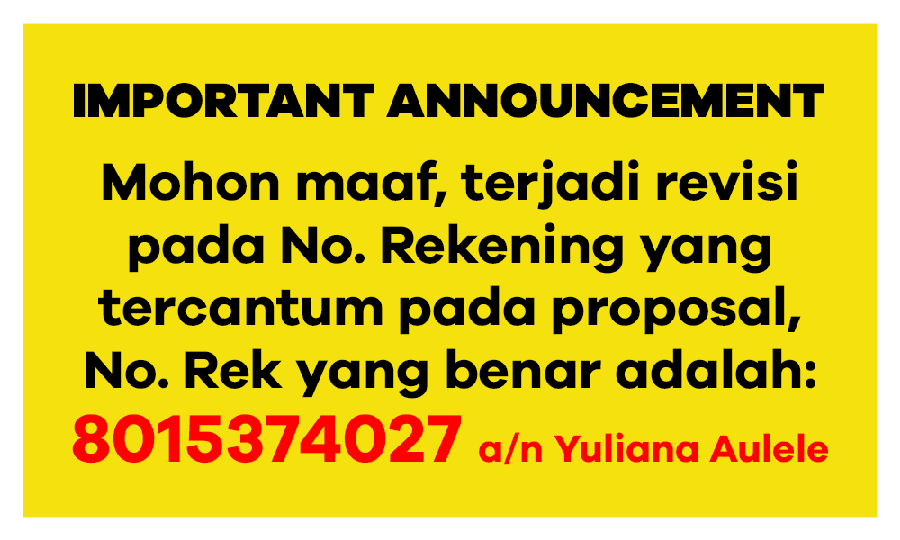 IMPORTANT ANNOUNCEMENT
Mohon maaf, terjadi revisi
pada No. Rekening yang
tercantum pada proposal,
No. Rek yang benar adalah:
8015374027 a/n Yuliana Aulele